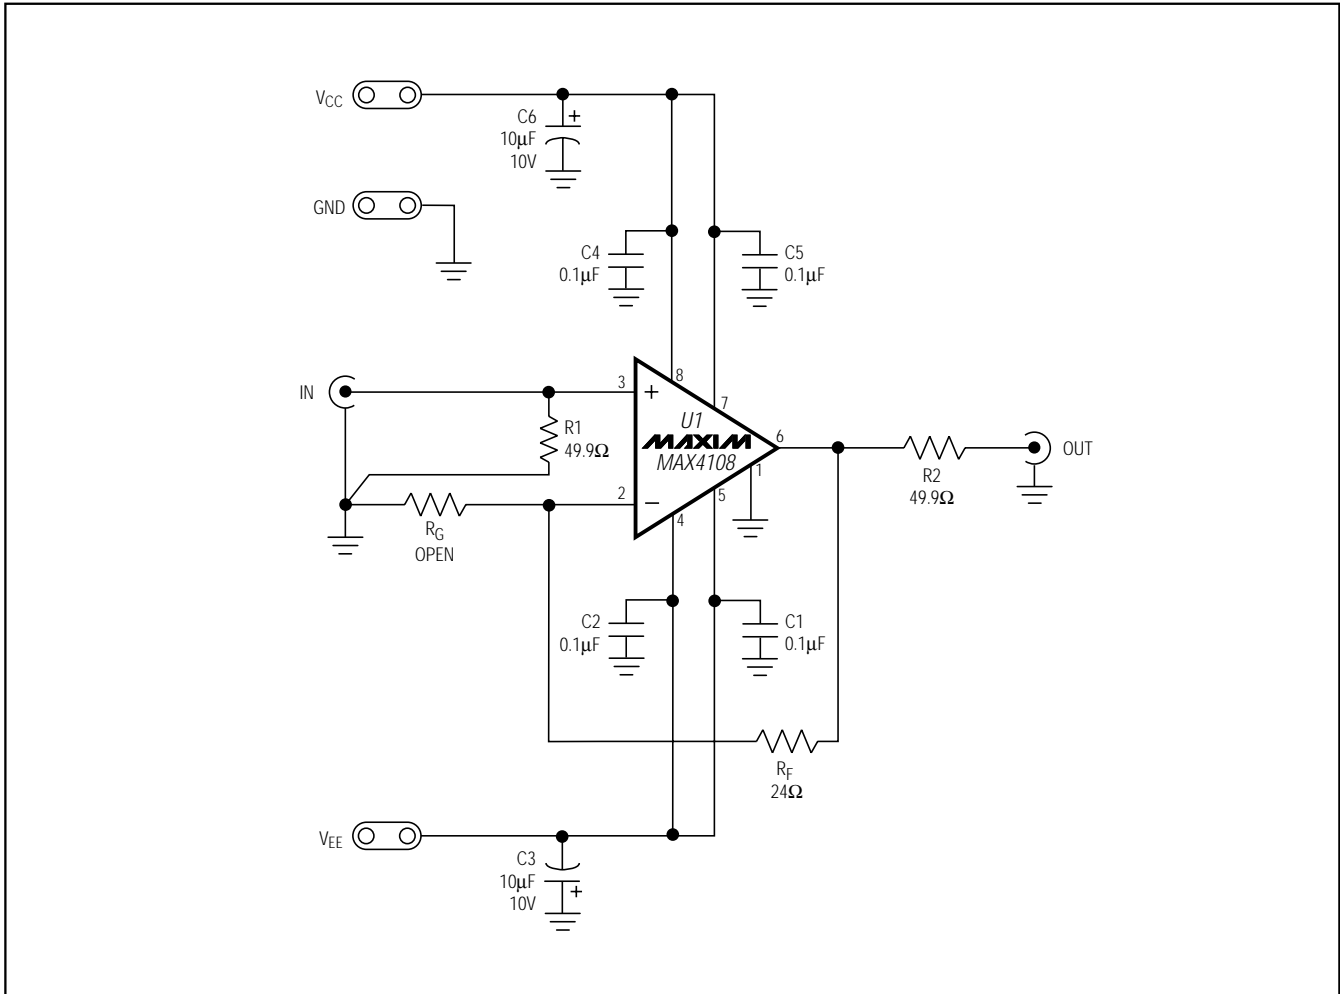 VCC
C6
10μF
10V
+
GND
C4
0.1μF
C5
0.1μF
IN
3
+
8
7
R1
49.9Ω
U1
MAXIM
MAX4108
6
OUT
R2
49.9Ω
1
2
−
5
4
RG
OPEN
C2
0.1μF
C1
0.1μF
RF
24Ω
VEE
C3
10μF
10V
+